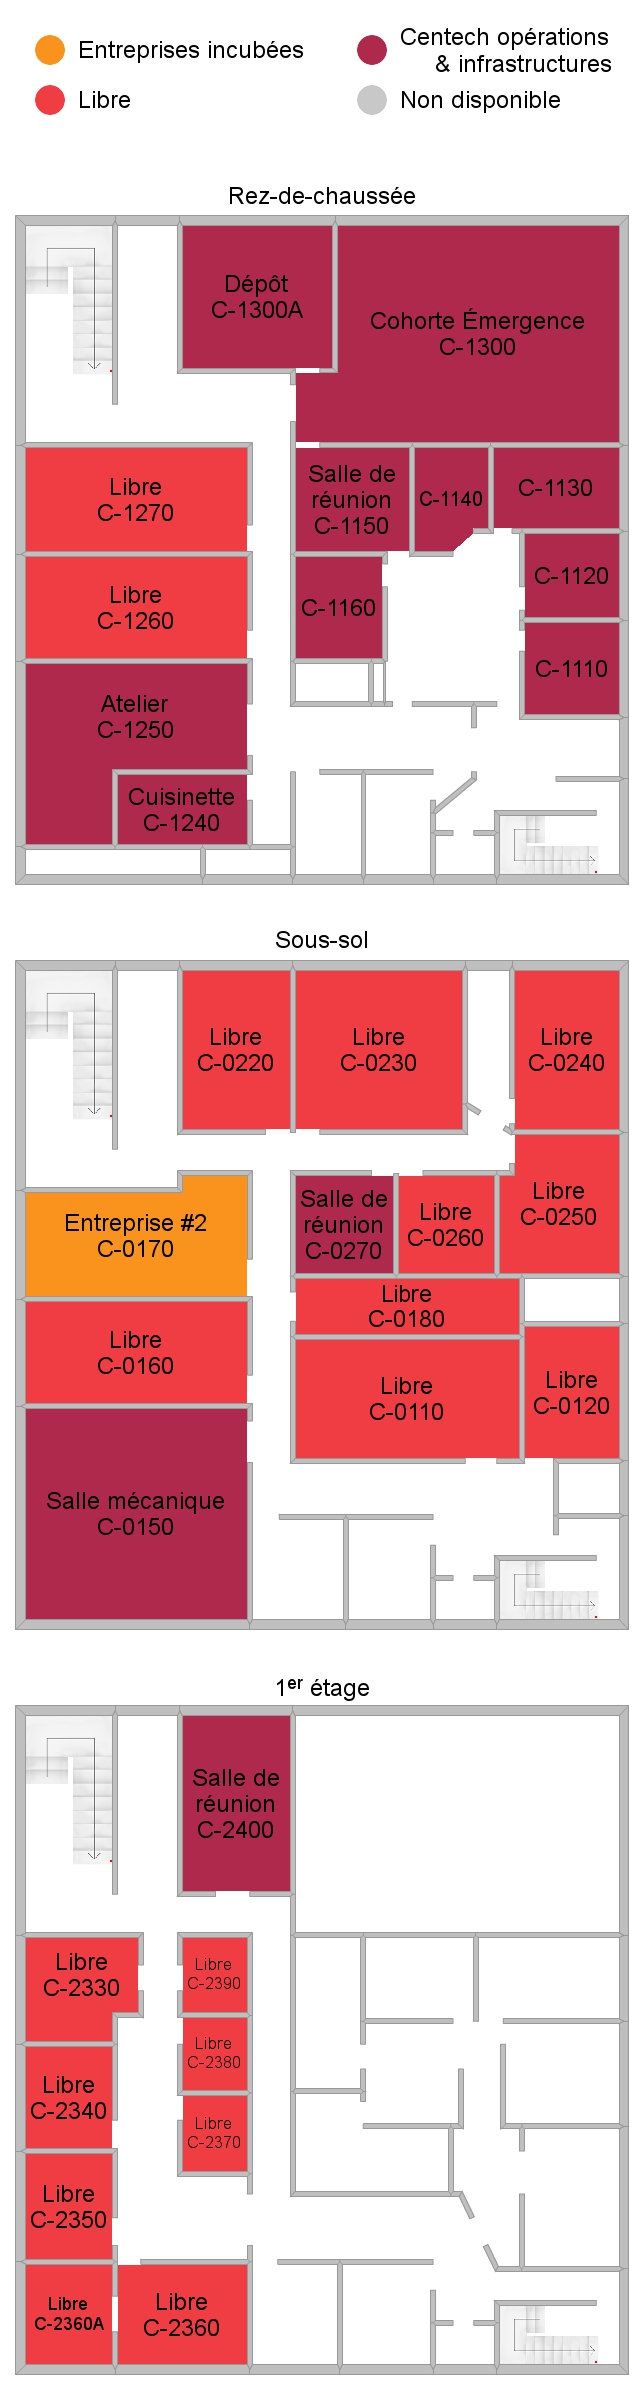 Entreprises incubées
Libre
Centech opérations
& infrastructures
Non disponible
Rez-de-chaussée
Dépôt
C-1300A
Cohorte Émergence
C-1300
Libre
C-1270
Salle de
réunion
C-1150
C-1140
C-1130
Libre
C-1260
C-1160
C-1120
C-1110
Atelier
C-1250
Cuisinette
C-1240
Sous-sol
Libre
C-0220
Libre
C-0230
Libre
C-0240
Entreprise #2
C-0170
Salle de
réunion
C-0270
Libre
C-0260
Libre
C-0250
Libre
C-0180
Libre
C-0160
Libre
C-0110
Libre
C-0120
Salle mécanique
C-0150
1er étage
Salle de
réunion
C-2400
Libre
C-2330
Libre
C-2390
Libre
C-2380
Libre
C-2340
Libre
C-2370
Libre
C-2350
Libre
C-2360A
Libre
C-2360